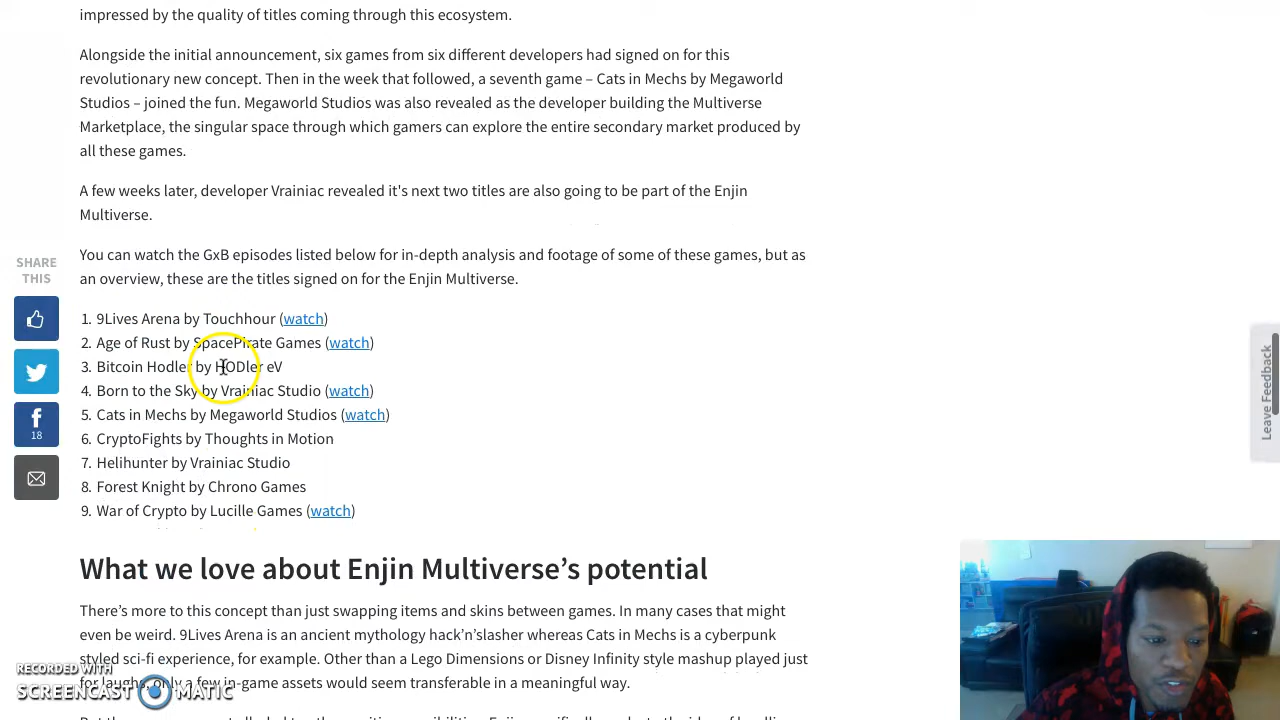 impressed by the quality of titles coming through this ecosystem.
Alongside the initial announcement, six games from six different developers had signed on for this
revolutionary new concept. Then in the week that followed, a seventh game – Cats in Mechs by Megaworld
Studios – joined the fun. Megaworld Studios was also revealed as the developer building the Multiverse
Marketplace, the singular space through which gamers can explore the entire secondary market produced by
all these games.
A few weeks later, developer Vrainiac revealed it's next two titles are also going to be part of the Enjin
Multiverse.
You can watch the GxB episodes listed below for in-depth analysis and footage of some of these games, but as
an overview, these are the titles signed on for the Enjin Multiverse.
SHARE
THIS
18
1. 9Lives Arena by Touchhour (watch)
2. Age of Rust by SpacePirate Games (watch)
3. Bitcoin Hodler by HODler eV
4. Born to the Sky by Vrainiac Studio (watch)
5. Cats in Mechs by Megaworld Studios (watch)
6. CryptoFights by Thoughts in Motion
7. Helihunter by Vrainiac Studio
8. Forest Knight by Chrono Games
9. War of Crypto by Lucille Games (watch)
Leave Feedback
What we love about Enjin Multiverse’s potential
There’s more to this concept than just swapping items and skins between games. In many cases that might
even be weird. 9Lives Arena is an ancient mythology hack’n’slasher whereas Cats in Mechs is a cyberpunk
styled sci-fi experience, for example. Other than a Lego Dimensions or Disney Infinity style mashup played just
for laughs, only a few in-game assets would seem transferable in a meaningful way.
RECORDED WITH
SCREENCAST MATIC